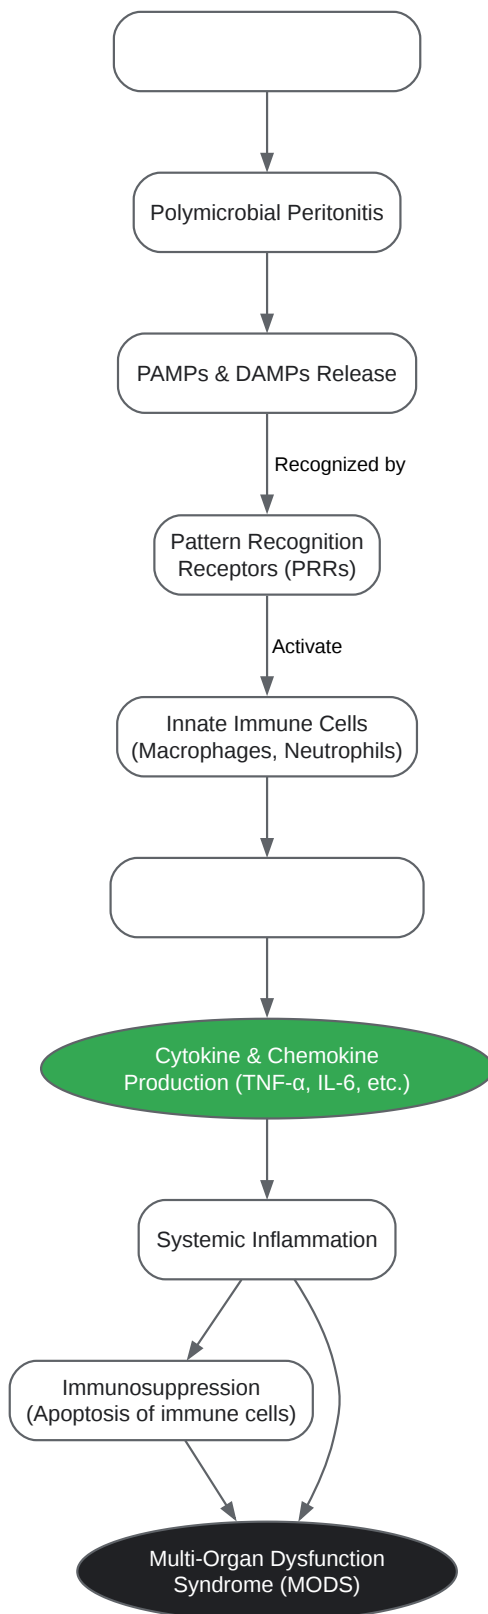 Polymicrobial Peritonitis
PAMPs & DAMPs Release
Recognized by
Pattern Recognition
Receptors (PRRs)
Activate
Innate Immune Cells
(Macrophages, Neutrophils)
Cytokine & Chemokine
Production (TNF-α, IL-6, etc.)
Systemic Inflammation
Immunosuppression
(Apoptosis of immune cells)
Multi-Organ Dysfunction
Syndrome (MODS)